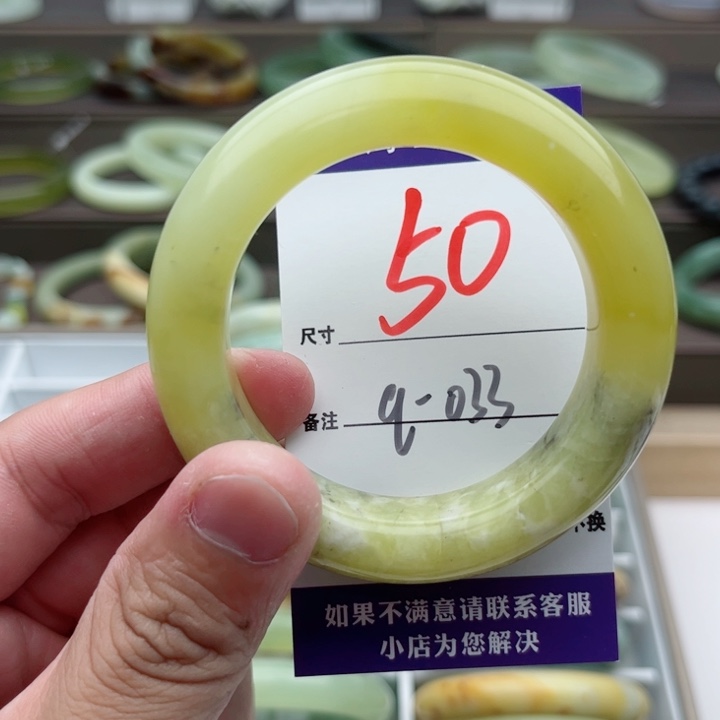 50
尺寸
备注 q-033
不换
如果不满意请联系客服
小店为您解决